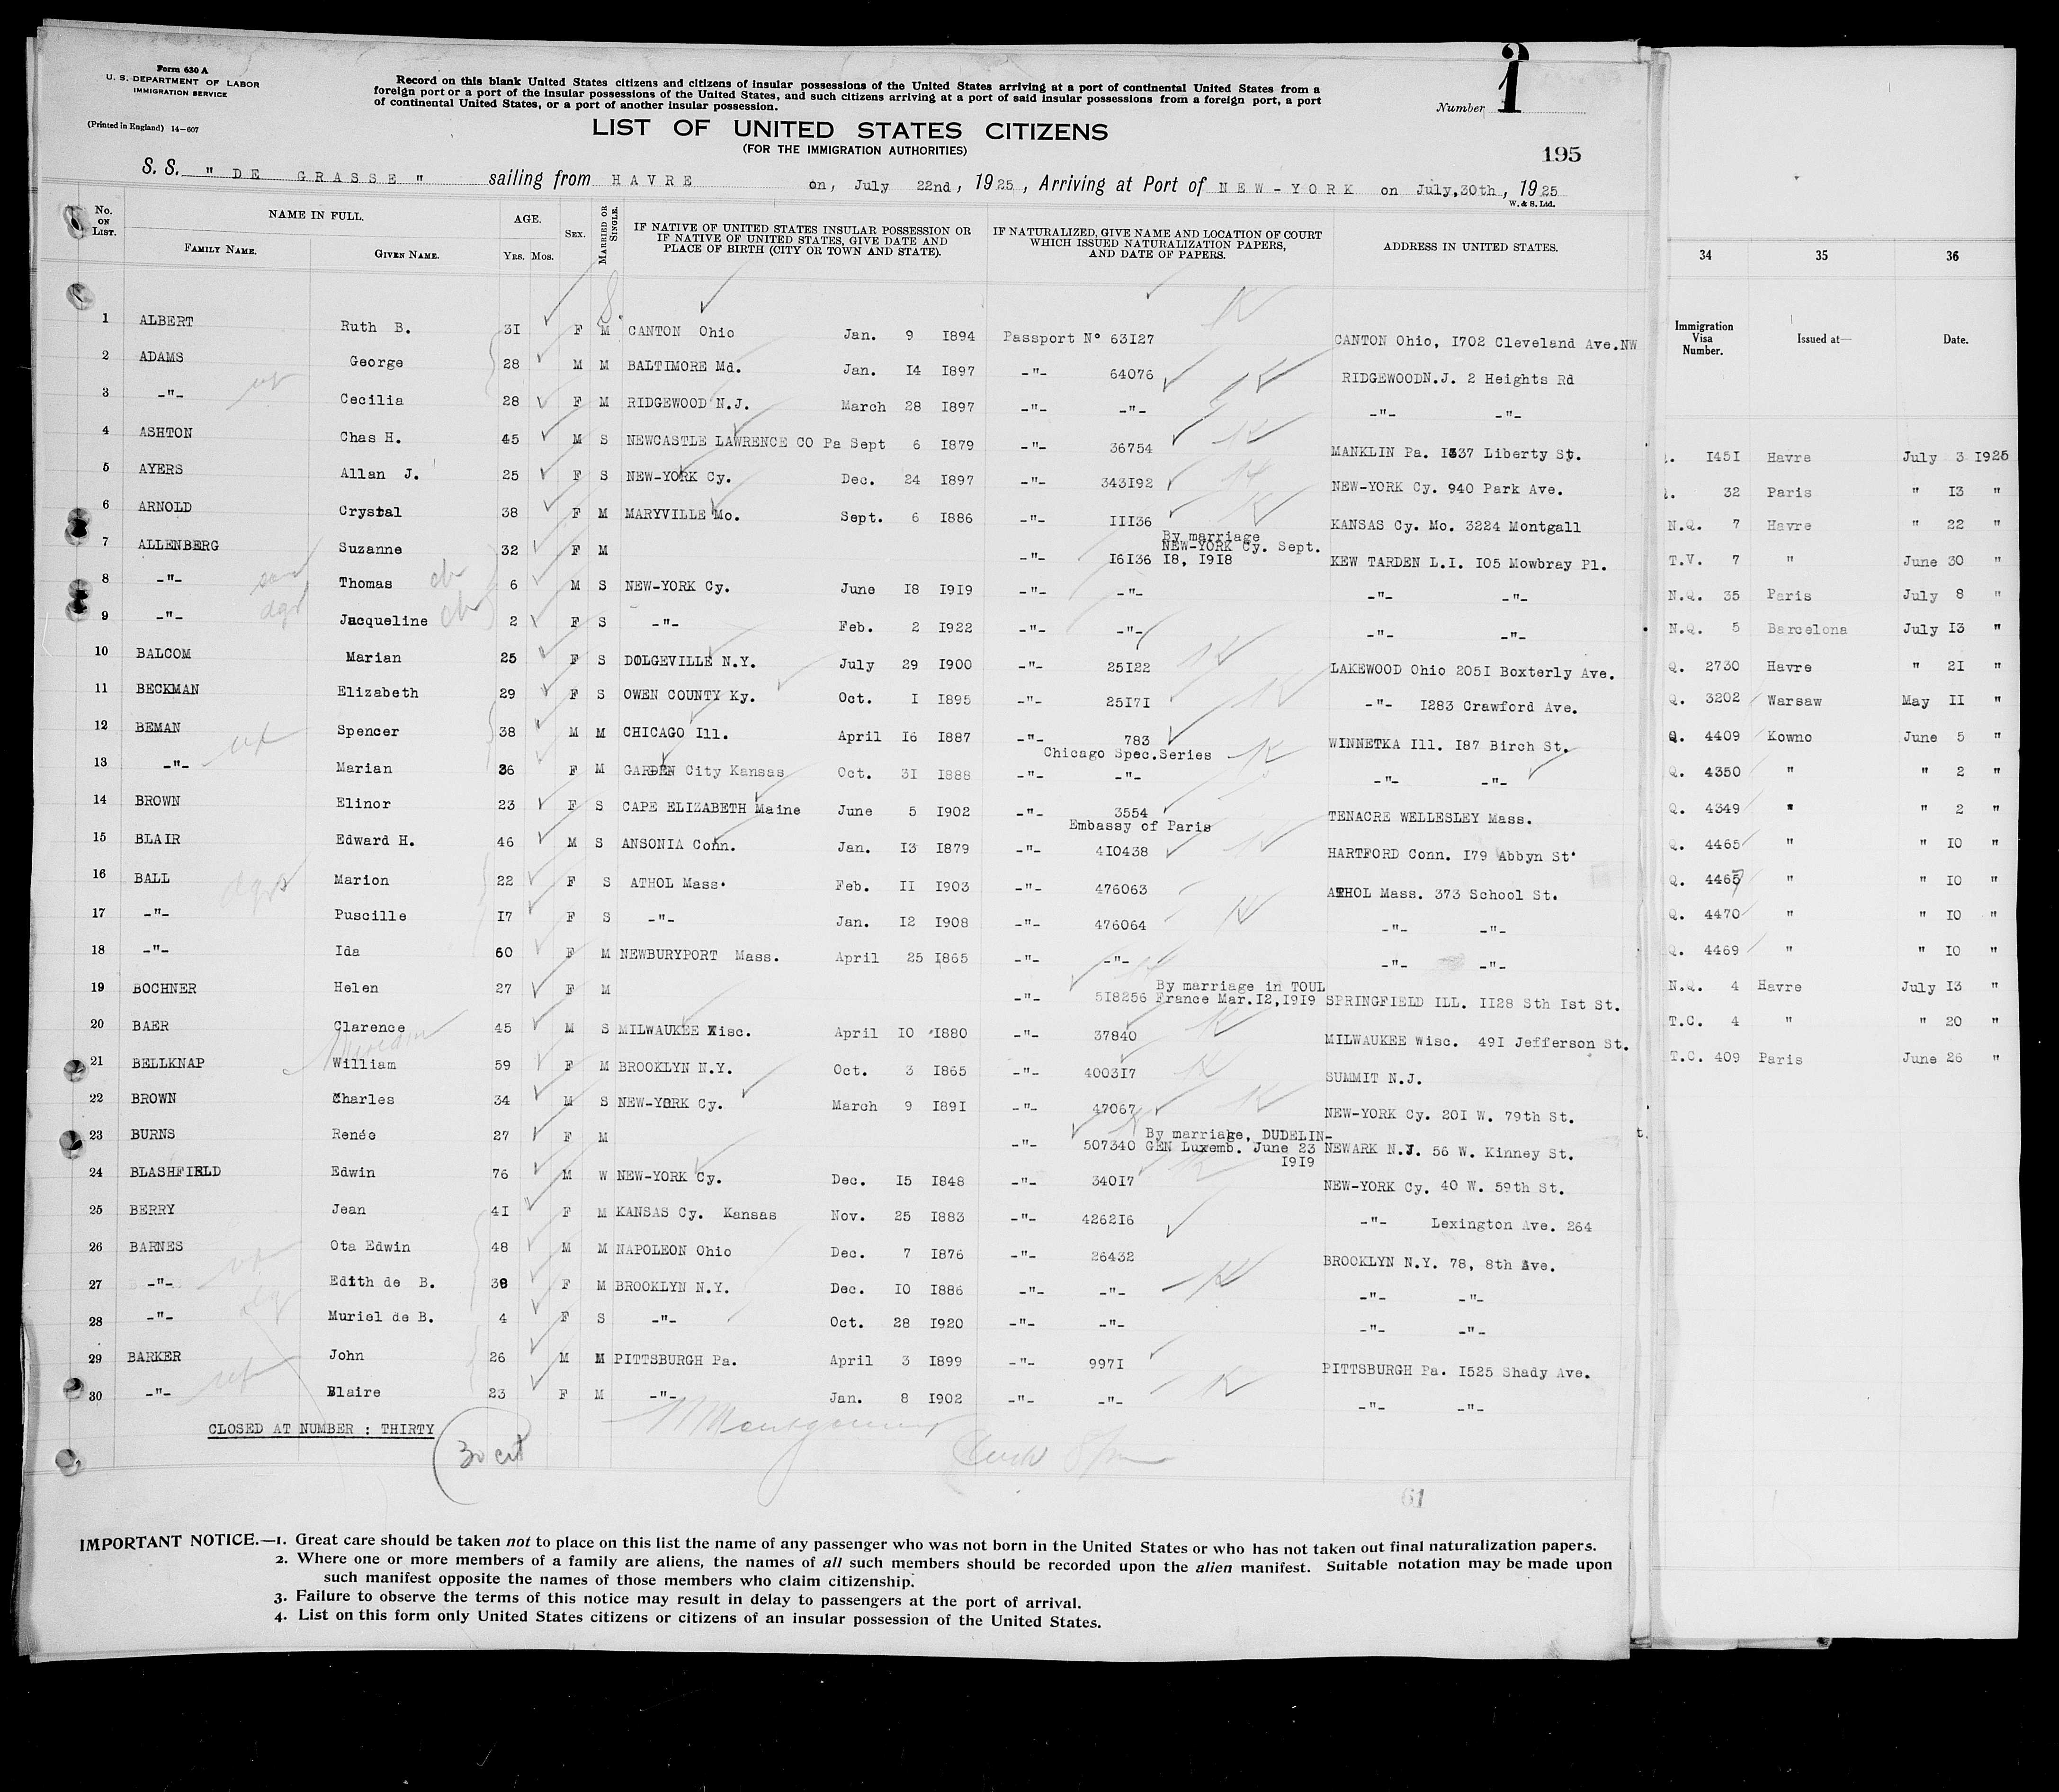 Form 630 A
U. S. DEPARTMENT OF LABOR
IMMIGRATION SERVICE
(Printed in England) 14—607
Record on this blank United States citizens and citizens of insular possessions of the United States arriving at a port of continental United States from a
foreign port or a port of the insular possessions of the United States, and such citizens arriving at a port of said insular possessions from a foreign port, a port
of continental United States, or a port of another insular possession.
Number 1
LIST OF UNITED STATES CITIZENS
(FOR THE IMMIGRATION AUTHORITIES)
195
S. S. " DE GRASSE " sailing from HAVRE on, July 22nd, 1925, Arriving at Port of NEW-YORK on July,30th, 1925
W. & S. Ltd.
No. ON LIST. NAME IN FULL. FAMILY NAME. GIVEN NAME. AGE. YRS. MOS. SEX. MARRIED OR SINGLE. IF NATIVE OF UNITED STATES INSULAR POSSESSION OR IF NATIVE OF UNITED STATES, GIVE DATE AND PLACE OF BIRTH (CITY OR TOWN AND STATE). IF NATURALIZED, GIVE NAME AND LOCATION OF COURT WHICH ISSUED NATURALIZATION PAPERS, AND DATE OF PAPERS. ADDRESS IN UNITED STATES.
1 ALBERT Ruth B. 31 F M CANTON Ohio Jan. 9 1894 Passport N° 63127 CANTON Ohio, 1702 Cleveland Ave.NW
2 ADAMS George 28 M M BALTIMORE Md. Jan. 14 1897 -"- 64076 RIDGEWOODN.J. 2 Heights Rd
3 -"- Cecilia 28 F M RIDGEWOOD N.J. March 28 1897 -"- -"- -"- -"-
4 ASHTON Chas H. 45 M S NEWCASTLE LAWRENCE CO Pa Sept 6 1879 -"- 36754 MANKLIN Pa. 1337 Liberty St.
5 AYERS Allan J. 25 F S NEW-YORK Cy. Dec. 24 1897 -"- 343192 NEW-YORK Cy. 940 Park Ave.
6 ARNOLD Crystal 38 F M MARYVILLE Mo. Sept. 6 1886 -"- 11136 KANSAS Cy. Mo. 3224 Montgall
7 ALLENBERG Suzanne 32 F M -"- 16136 By marriage NEW-YORK Cy. Sept. 18, 1918 KEW TARDEN L.I. 105 Mowbray Pl.
8 -"- Thomas 6 M S NEW-YORK Cy. June 18 1919 -"- -"- -"- -"-
9 -"- Jacqueline 2 F S -"- Feb. 2 1922 -"- -"- -"- -"-
10 BALCOM Marian 25 F S DOLGEVILLE N.Y. July 29 1900 -"- 25122 LAKEWOOD Ohio 2051 Boxterly Ave.
11 BECKMAN Elizabeth 29 F S OWEN COUNTY Ky. Oct. 1 1895 -"- 25171 -"- 1283 Crawford Ave.
12 BEMAN Spencer 38 M M CHICAGO Ill. April 16 1887 -"- 783 Chicago Spec.Series WINNETKA Ill. 187 Birch St.
13 -"- Marian 36 F M GARDEN City Kansas Oct. 31 1888 -"- -"- -"- -"-
14 BROWN Elinor 23 F S CAPE ELIZABETH Maine June 5 1902 -"- 3554 Embassy of Paris TENACRE WELLESLEY Mass.
15 BLAIR Edward H. 46 M S ANSONIA Conn. Jan. 13 1879 -"- 410438 HARTFORD Conn. 179 Abbyn St.
16 BALL Marion 22 F S ATHOL Mass. Feb. 11 1903 -"- 476063 ATHOL Mass. 373 School St.
17 -"- Puscille 17 F S -"- Jan. 12 1908 -"- 476064 -"- -"-
18 -"- Ida 60 F M NEWBURYPORT Mass. April 25 1865 -"- -"- -"- -"-
19 BOCHNER Helen 27 F M -"- 518256 By marriage in TOUL France Mar.12,1919 SPRINGFIELD ILL. 1128 Sth 1st St.
20 BAER Clarence 45 M S MILWAUKEE Wisc. April 10 1880 -"- 37840 MILWAUKEE Wisc. 491 Jefferson St.
21 BELLKNAP William 59 F M BROOKLYN N.Y. Oct. 3 1865 -"- 400317 SUMMIT N.J.
22 BROWN Charles 34 M S NEW-YORK Cy. March 9 1891 -"- 47067 NEW-YORK Cy. 201 W. 79th St.
23 BURNS Renée 27 F M -"- 507340 By marriage, DUDELIN-GEN Luxemb. June 23 1919 NEWARK N.J. 56 W. Kinney St.
24 BLASHFIELD Edwin 76 M W NEW-YORK Cy. Dec. 15 1848 -"- 34017 NEW-YORK Cy. 40 W. 59th St.
25 BERRY Jean 41 F M KANSAS Cy. Kansas Nov. 25 1883 -"- 426216 -"- Lexington Ave. 264
26 BARNES Ota Edwin 48 M M NAPOLEON Ohio Dec. 7 1876 -"- 26432 BROOKLYN N.Y. 78, 8th Ave.
27 -"- Edith de B. 38 F M BROOKLYN N.Y. Dec. 10 1886 -"- -"- -"- -"-
28 -"- Muriel de B. 4 F S -"- Oct. 28 1920 -"- -"- -"- -"-
29 BARKER John 26 M M PITTSBURGH Pa. April 3 1899 -"- 9971 PITTSBURGH Pa. 1525 Shady Ave.
30 -"- Blaire 23 F M -"- Jan. 8 1902 -"- -"- -"- -"-
CLOSED AT NUMBER : THIRTY
30 cit
61
IMPORTANT NOTICE.—1. Great care should be taken not to place on this list the name of any passenger who was not born in the United States or who has not taken out final naturalization papers.
2. Where one or more members of a family are aliens, the names of all such members should be recorded upon the alien manifest. Suitable notation may be made upon
such manifest opposite the names of those members who claim citizenship.
3. Failure to observe the terms of this notice may result in delay to passengers at the port of arrival.
4. List on this form only United States citizens or citizens of an insular possession of the United States.
34 35 36
Immigration Visa Number. Issued at— Date.
1451 Havre July 3 1925
32 Paris " 13 "
N.Q. 7 Havre " 22 "
T.V. 7 " June 30 "
N.Q. 35 Paris July 8 "
N.Q. 5 Barcelona July 13 "
Q. 2730 Havre " 21 "
Q. 3202 Warsaw May 11 "
Q. 4409 Kowno June 5 "
Q. 4350 " " 2 "
Q. 4349 " " 2 "
Q. 4465 " " 10 "
Q. 4467 " " 10 "
Q. 4470 " " 10 "
Q. 4469 " " 10 "
N.Q. 4 Havre July 13 "
T.C. 4 " " 20 "
T.C. 409 Paris June 26 "